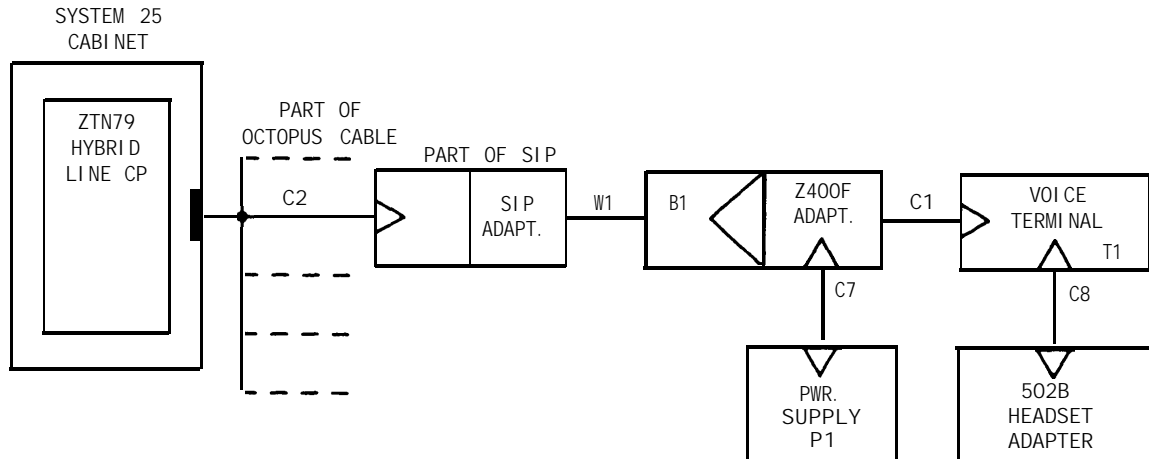 SYSTEM 25
CABINET
ZTN79
HYBRID
LINE CP
PART OF
OCTOPUS CABLE
C2
PART OF SIP
SIP
ADAPT.
W1
B1
Z400F
ADAPT.
C1
VOICE
TERMINAL
T1
C7
C8
PWR.
SUPPLY
P1
502B
HEADSET
ADAPTER